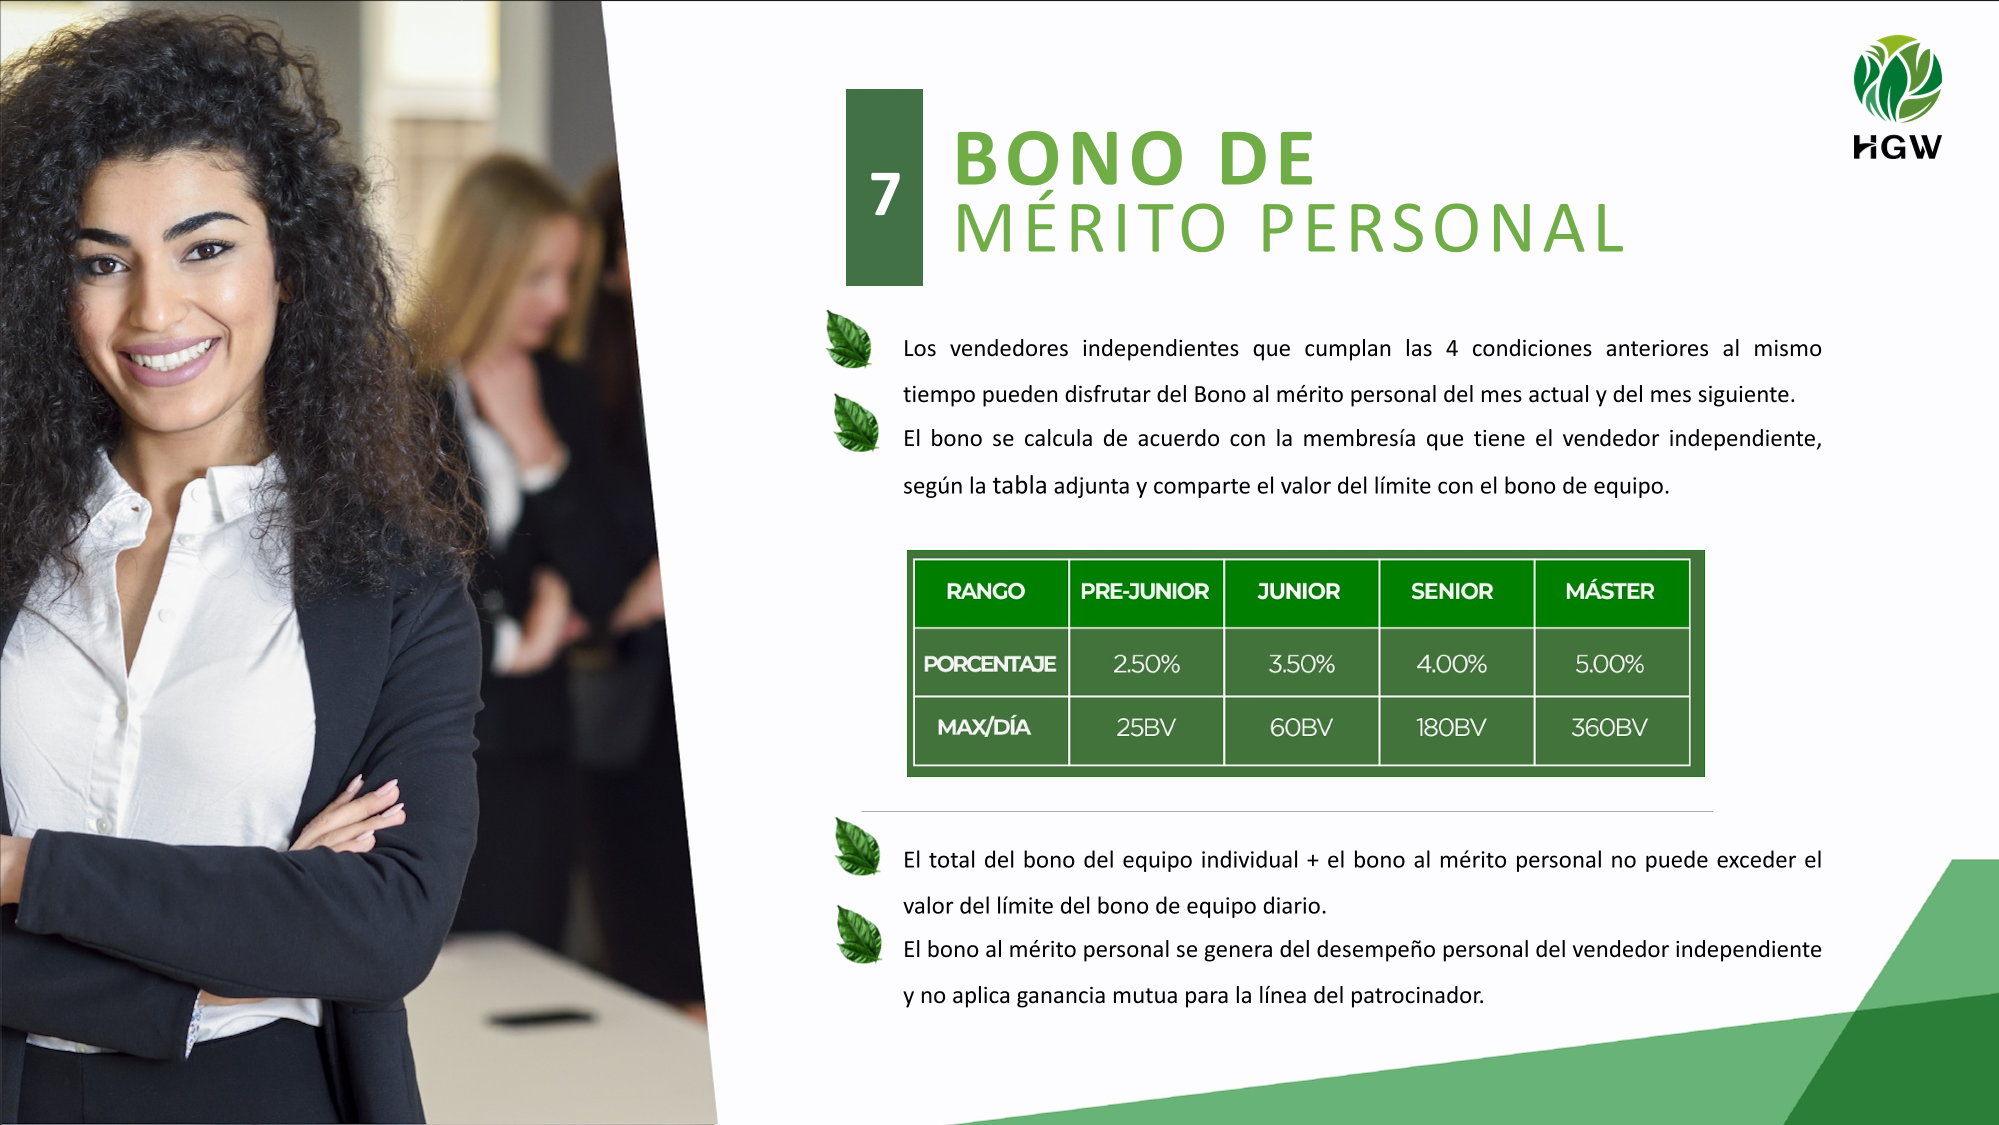 HGW
7
BONO DE
MÉRITO PERSONAL
Los vendedores independientes que cumplan las 4 condiciones anteriores al mismo
tiempo pueden disfrutar del Bono al mérito personal del mes actual y del mes siguiente.
El bono se calcula de acuerdo con la membresía que tiene el vendedor independiente,
según la tabla adjunta y comparte el valor del límite con el bono de equipo.
RANGO PRE-JUNIOR JUNIOR SENIOR MÁSTER
PORCENTAJE 2.50% 3.50% 4.00% 5.00%
MAX/DÍA 25BV 60BV 180BV 360BV
El total del bono del equipo individual + el bono al mérito personal no puede exceder el
valor del límite del bono de equipo diario.
El bono al mérito personal se genera del desempeño personal del vendedor independiente
y no aplica ganancia mutua para la línea del patrocinador.